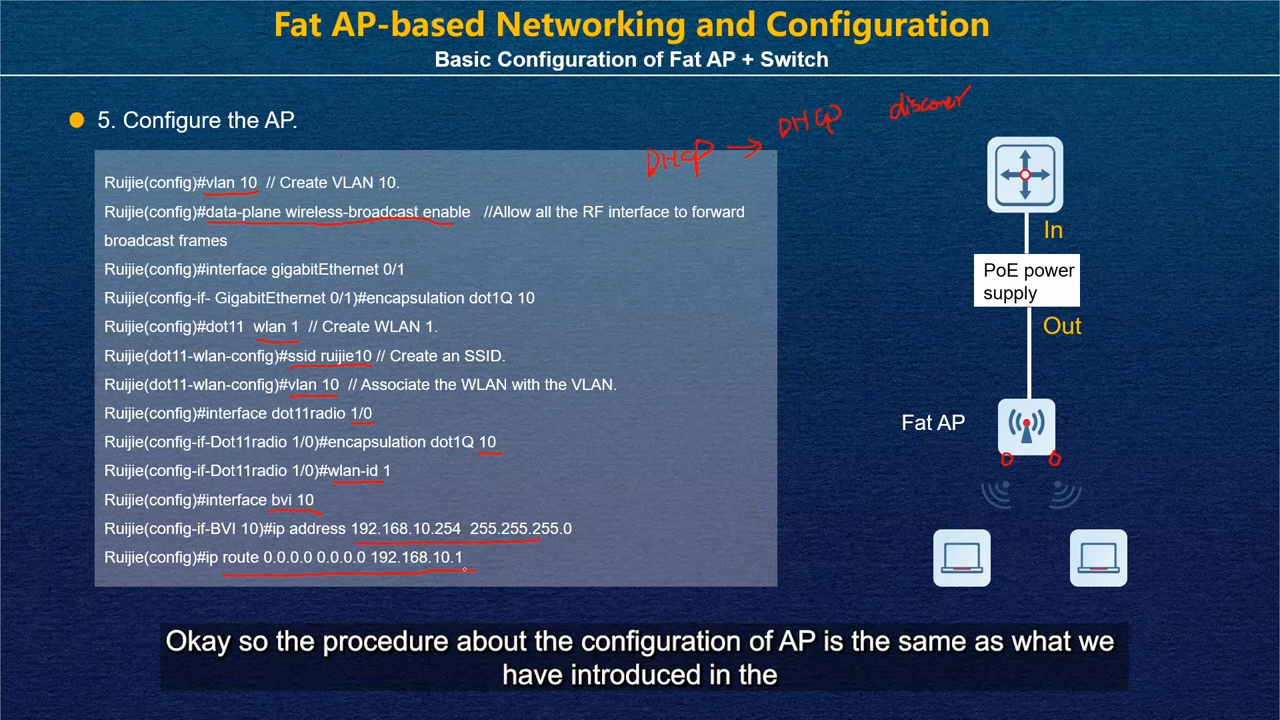 Fat AP-based Networking and Configuration
Basic Configuration of Fat AP + Switch
5. Configure the AP.
DHCP → DHCP discover
Ruijie(config)#vlan 10 // Create VLAN 10.
Ruijie(config)#data-plane wireless-broadcast enable //Allow all the RF interface to forward
broadcast frames
Ruijie(config)#interface gigabitEthernet 0/1
Ruijie(config-if- GigabitEthernet 0/1)#encapsulation dot1Q 10
Ruijie(config)#dot11 wlan 1 // Create WLAN 1.
Ruijie(dot11-wlan-config)#ssid ruijie10 // Create an SSID.
Ruijie(dot11-wlan-config)#vlan 10 // Associate the WLAN with the VLAN.
Ruijie(config)#interface dot11radio 1/0
Ruijie(config-if-Dot11radio 1/0)#encapsulation dot1Q 10
Ruijie(config-if-Dot11radio 1/0)#wlan-id 1
Ruijie(config)#interface bvi 10
Ruijie(config-if-BVI 10)#ip address 192.168.10.254 255.255.255.0
Ruijie(config)#ip route 0.0.0.0 0.0.0.0 192.168.10.1
In
PoE power
supply
Out
Fat AP
Okay so the procedure about the configuration of AP is the same as what we
have introduced in the